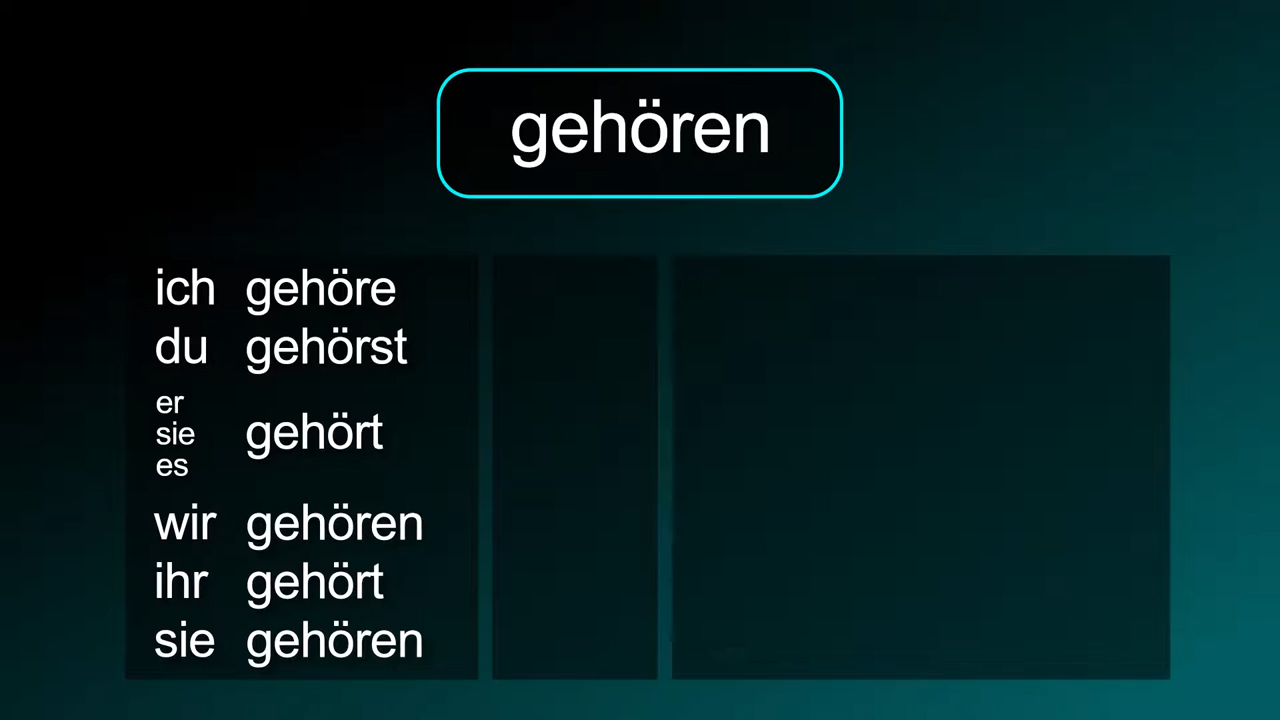 gehören
ich gehöre
du gehörst
er
sie gehört
es
wir gehören
ihr gehört
sie gehören